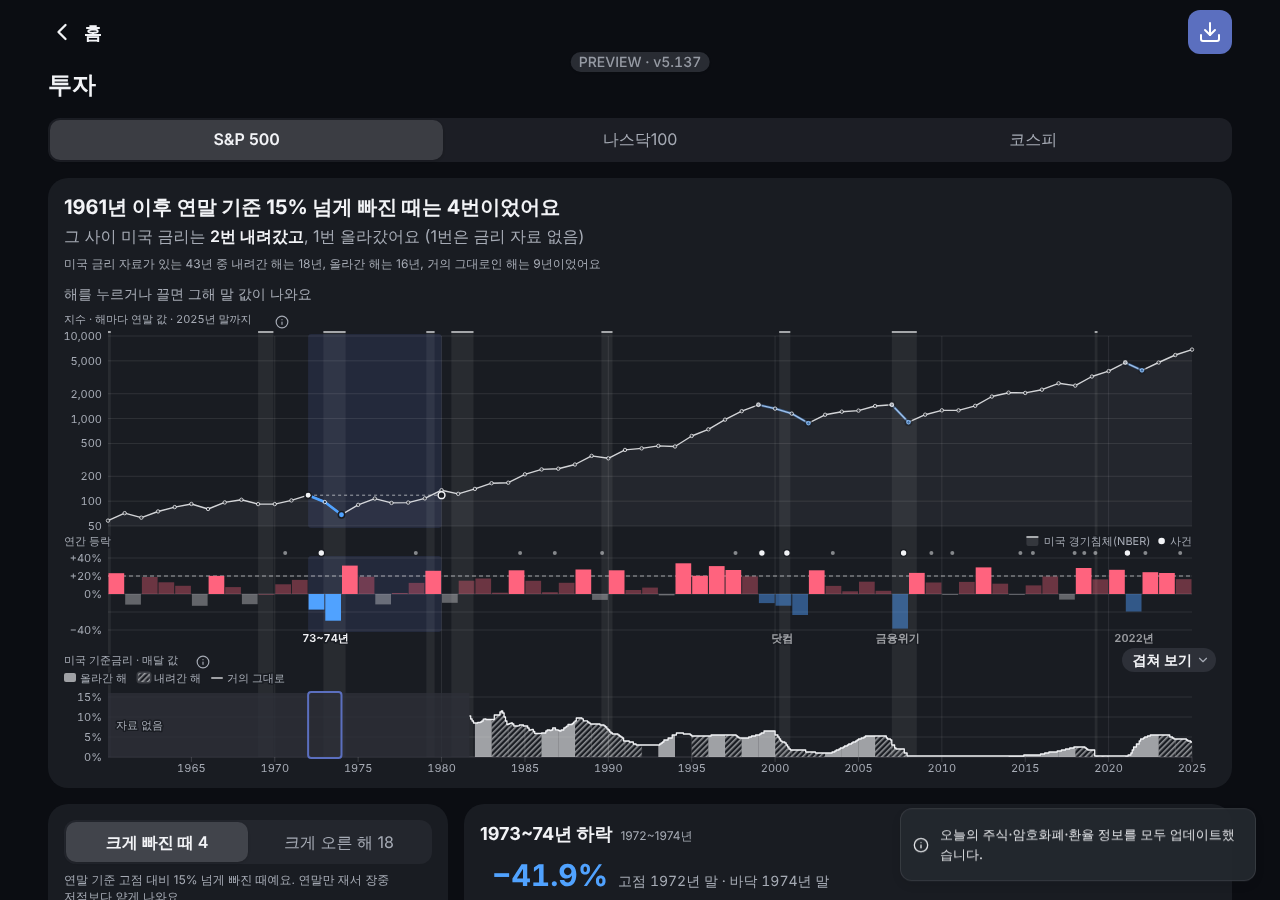 홈
PREVIEW · v5.137
투자
S&P 500
나스닥100
코스피
1961년 이후 연말 기준 15% 넘게 빠진 때는 4번이었어요
그 사이 미국 금리는 2번 내려갔고, 1번 올라갔어요 (1번은 금리 자료 없음)
미국 금리 자료가 있는 43년 중 내려간 해는 18년, 올라간 해는 16년, 거의 그대로인 해는 9년이었어요
해를 누르거나 끌면 그해 말 값이 나와요
지수 · 해마다 연말 값 · 2025년 말까지
10,000
5,000
2,000
1,000
500
200
100
50
연간 등락
미국 경기침체(NBER)
사건
+40%
+20%
0%
−40%
73~74년
닷컴
금융위기
2022년
미국 기준금리 · 매달 값
겹쳐 보기
올라간 해
내려간 해
거의 그대로
15%
10%
5%
0%
자료 없음
1965
1970
1975
1980
1985
1990
1995
2000
2005
2010
2015
2020
2025
크게 빠진 때 4
크게 오른 해 18
연말 기준 고점 대비 15% 넘게 빠진 때예요. 연말만 재서 장중
저점보다 얕게 나와요
1973~74년 하락
1972~1974년
−41.9%
고점 1972년 말 · 바닥 1974년 말
오늘의 주식·암호화폐·환율 정보를 모두 업데이트했
습니다.